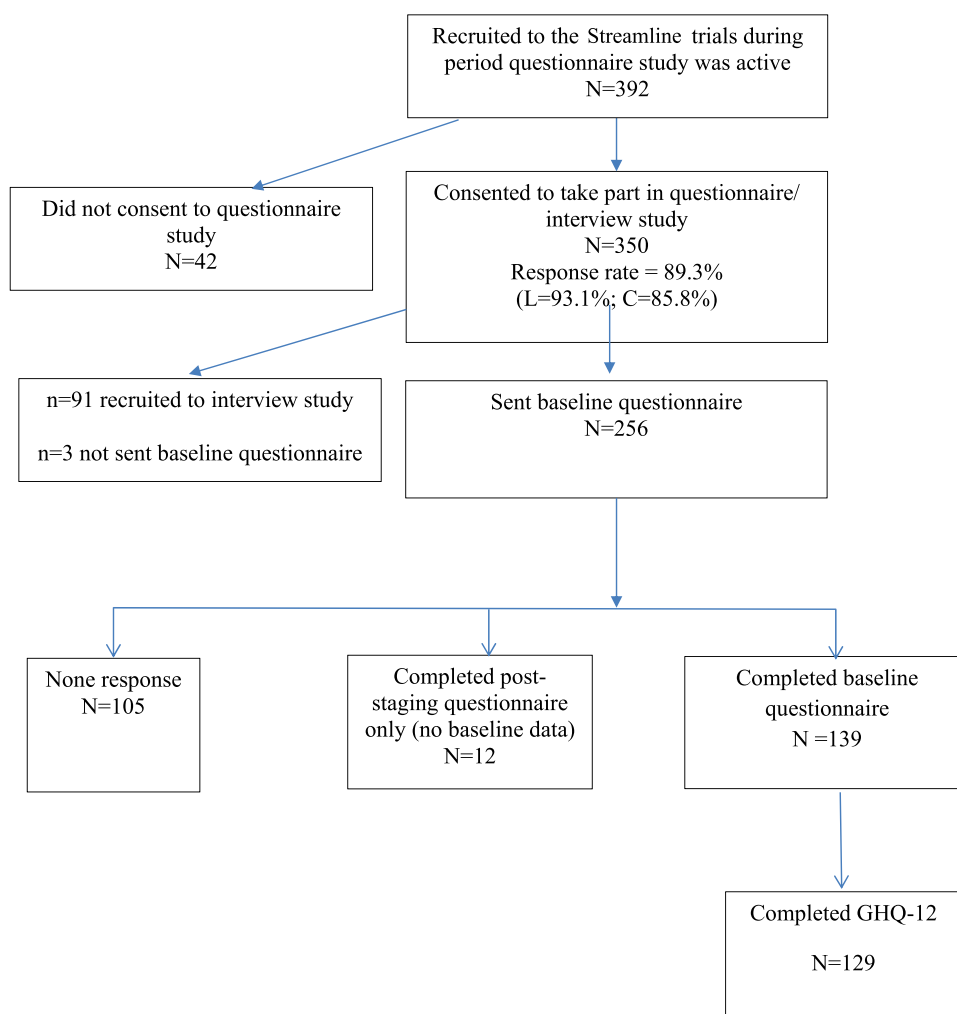 Recruited to the Streamline trials during
period questionnaire study was active
N=392
Did not consent to questionnaire
study
N=42
Consented to take part in questionnaire/
interview study
N=350
Response rate = 89.3%
(L=93.1%; C=85.8%)
n=91 recruited to interview study
n=3 not sent baseline questionnaire
Sent baseline questionnaire
N=256
None response
N=105
Completed post-
staging questionnaire
only (no baseline data)
N=12
Completed baseline
questionnaire
N =139
Completed GHQ-12
N=129